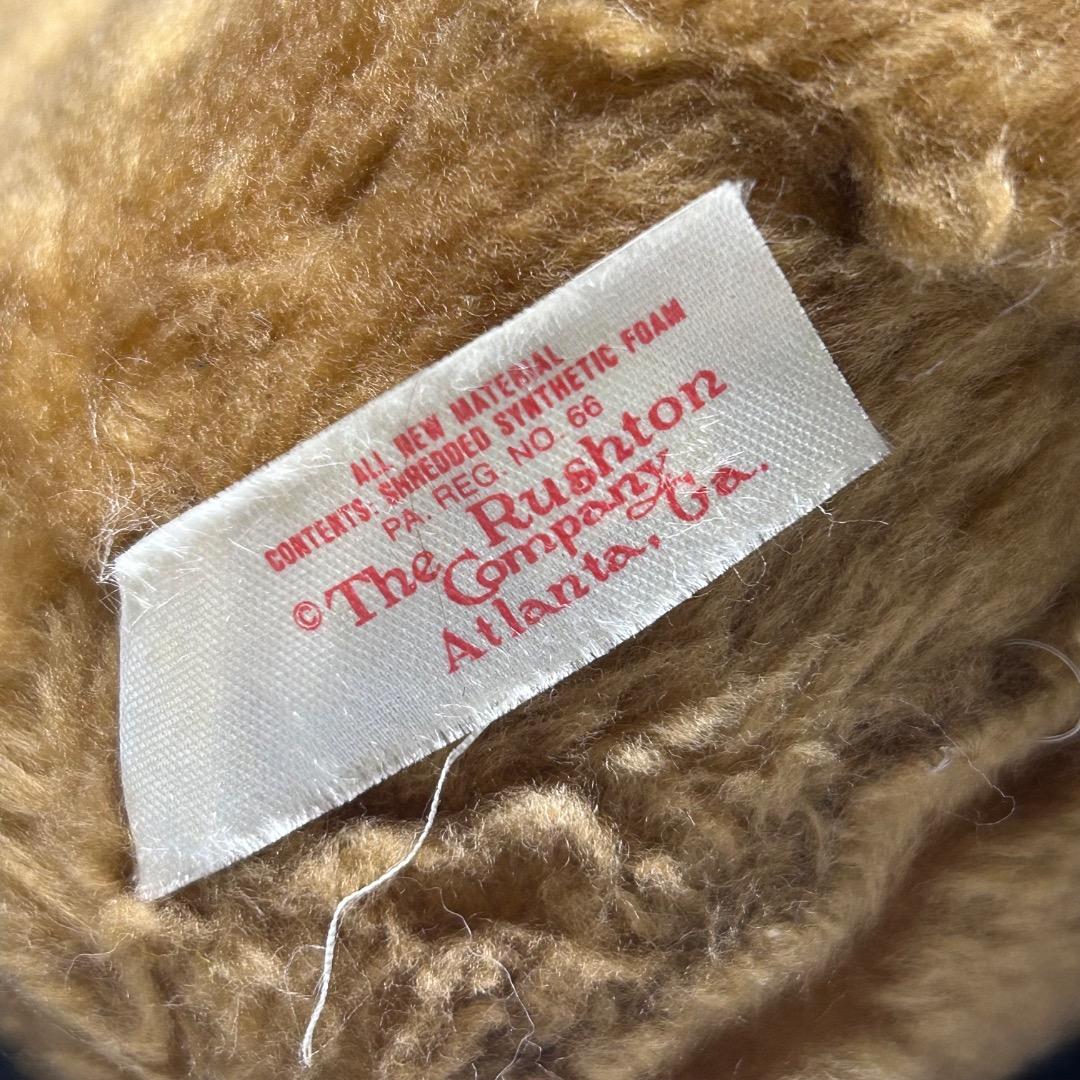 ALL NEW MATERIAL
CONTENTS: SHREDDED SYNTHETIC FOAM
PA. REG. NO. 66
© The Rushton
Company
Atlanta, Ga.